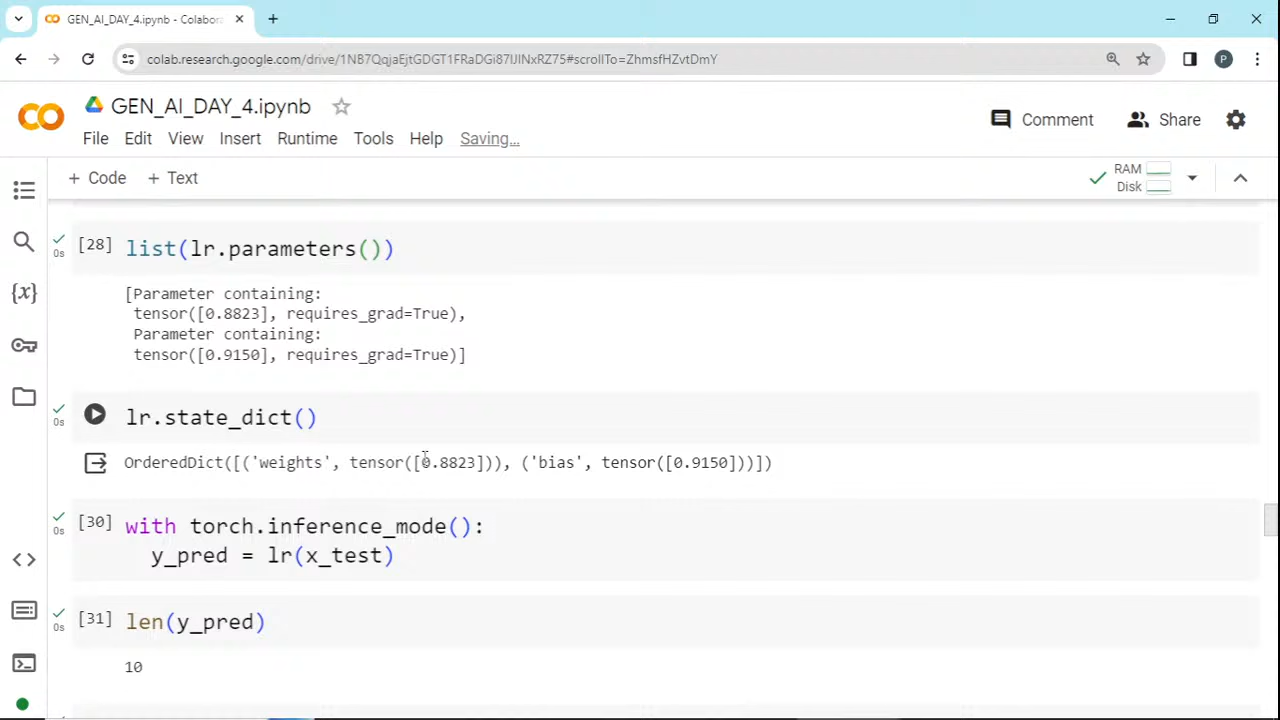 GEN_AI_DAY_4.ipynb - Colabora
colab.research.google.com/drive/1NB7QqjaEjtGDGT1FRaDGi87IJINxRZ75#scrollTo=ZhmsfHZvtDmY
P
GEN_AI_DAY_4.ipynb
Comment
Share
File Edit View Insert Runtime Tools Help Saving...
+ Code + Text
RAM
Disk
[28] list(lr.parameters())
0s
[Parameter containing:
tensor([0.8823], requires_grad=True),
Parameter containing:
tensor([0.9150], requires_grad=True)]
lr.state_dict()
0s
OrderedDict([('weights', tensor([0.8823])), ('bias', tensor([0.9150]))])
[30] with torch.inference_mode():
0s
y_pred = lr(x_test)
[31] len(y_pred)
0s
10